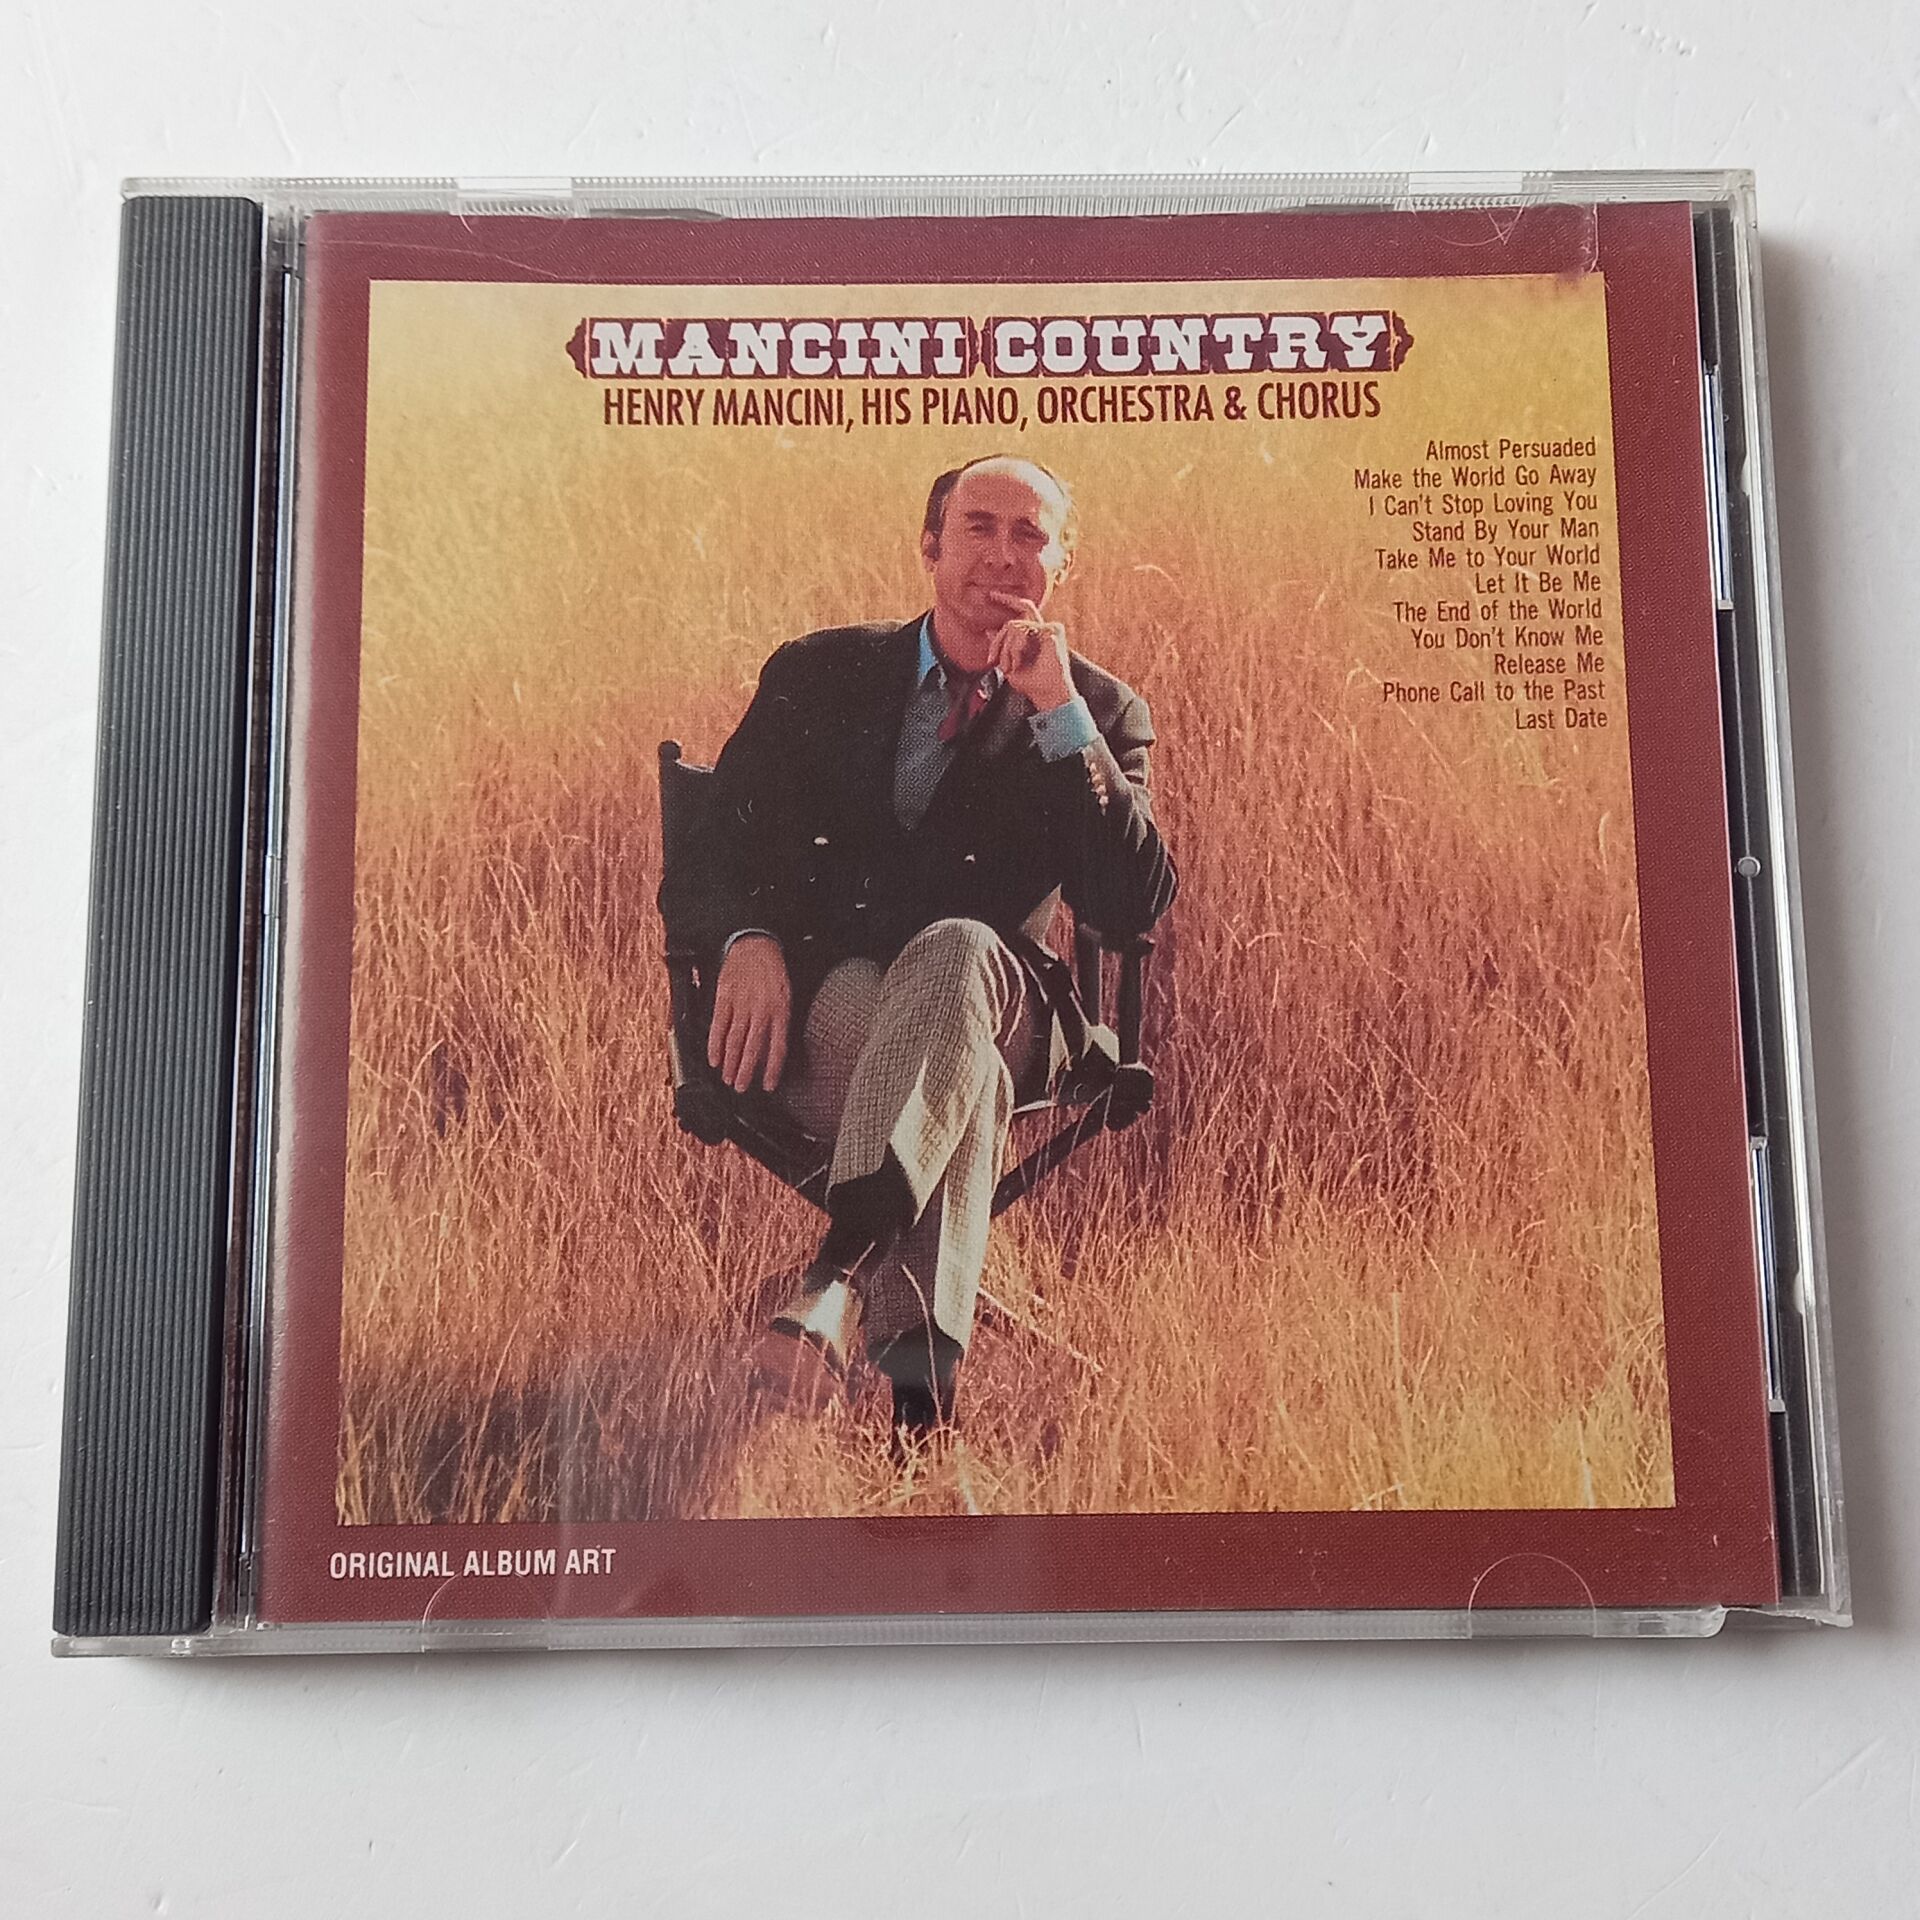 MANCINI COUNTRY
HENRY MANCINI, HIS PIANO, ORCHESTRA & CHORUS
Almost Persuaded
Make the World Go Away
I Can't Stop Loving You
Stand By Your Man
Take Me to Your World
Let It Be Me
The End of the World
You Don't Know Me
Release Me
Phone Call to the Past
Last Date
ORIGINAL ALBUM ART